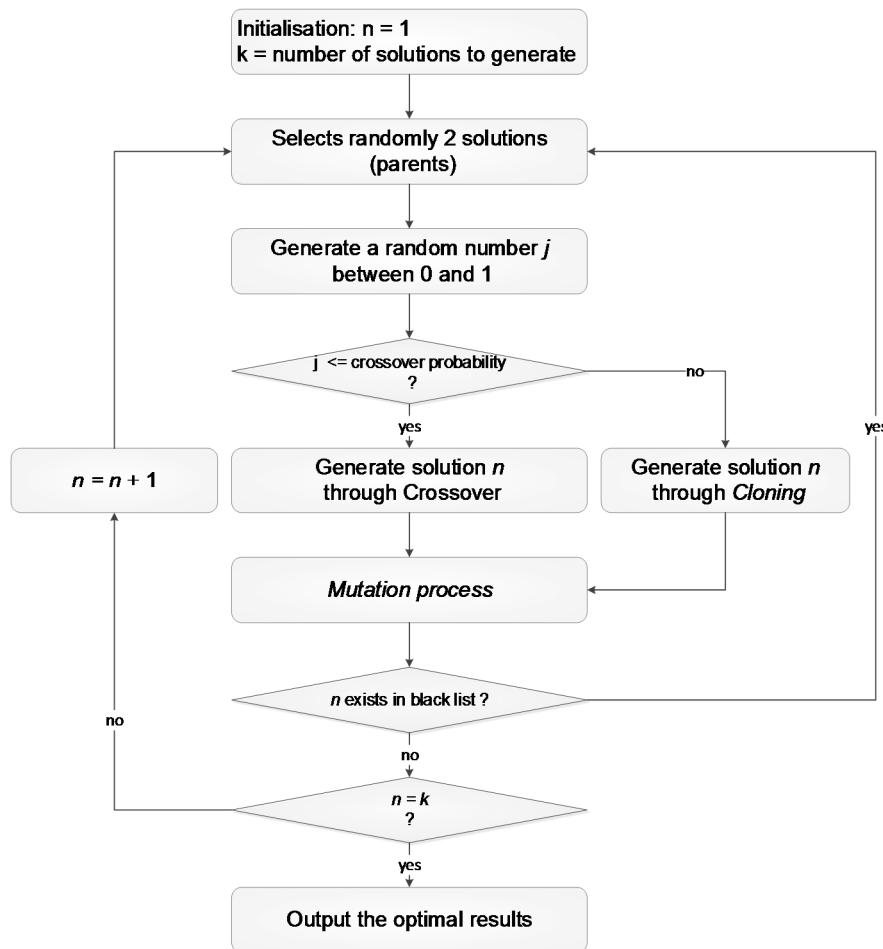 Initialisation: n = 1
k = number of solutions to generate
Selects randomly 2 solutions
(parents)
Generate a random number j
between 0 and 1
j <= crossover probability
?
no
yes
yes
n = n + 1
Generate solution n
through Crossover
Generate solution n
through Cloning
Mutation process
n exists in black list ?
no
no
n = k
?
yes
Output the optimal results